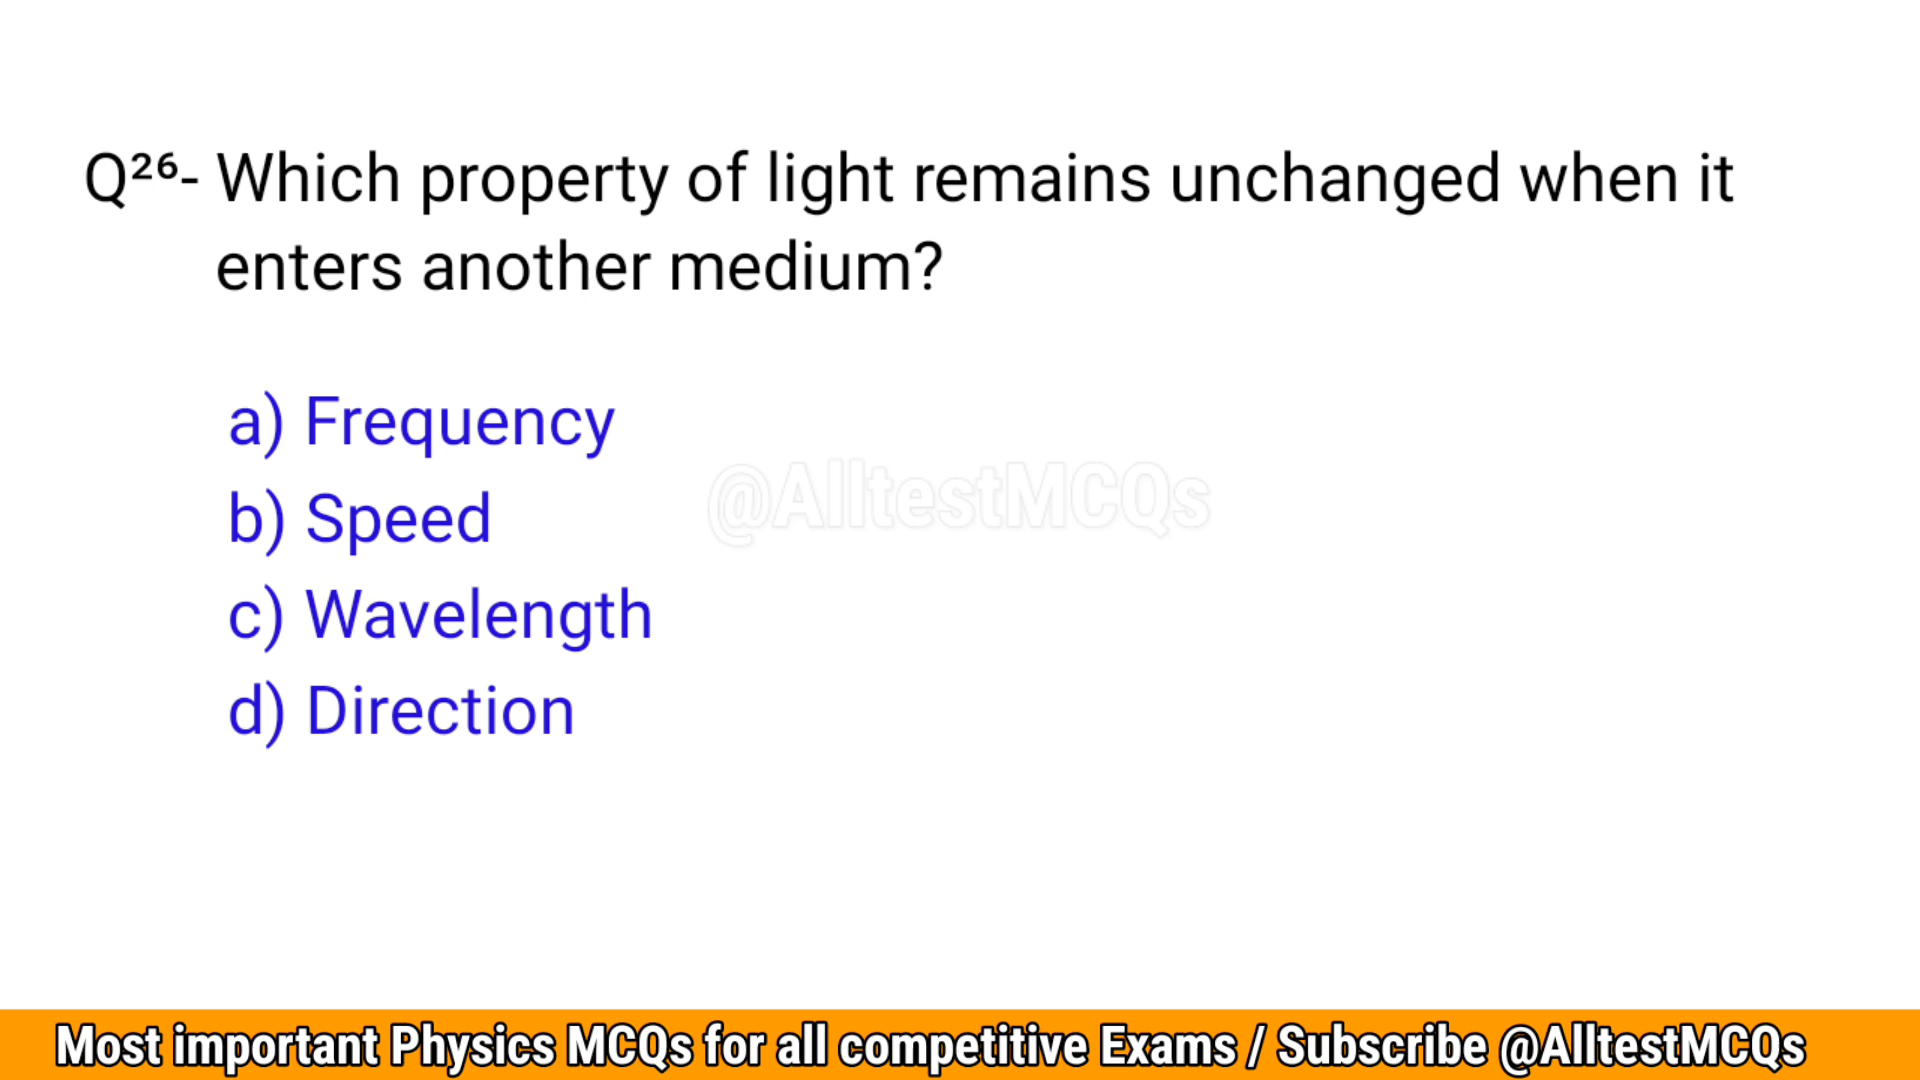 Q²⁶- Which property of light remains unchanged when it
enters another medium?
a) Frequency
@AlltestMCQs
b) Speed
c) Wavelength
d) Direction
Most important Physics MCQs for all competitive Exams / Subscribe @AlltestMCQs